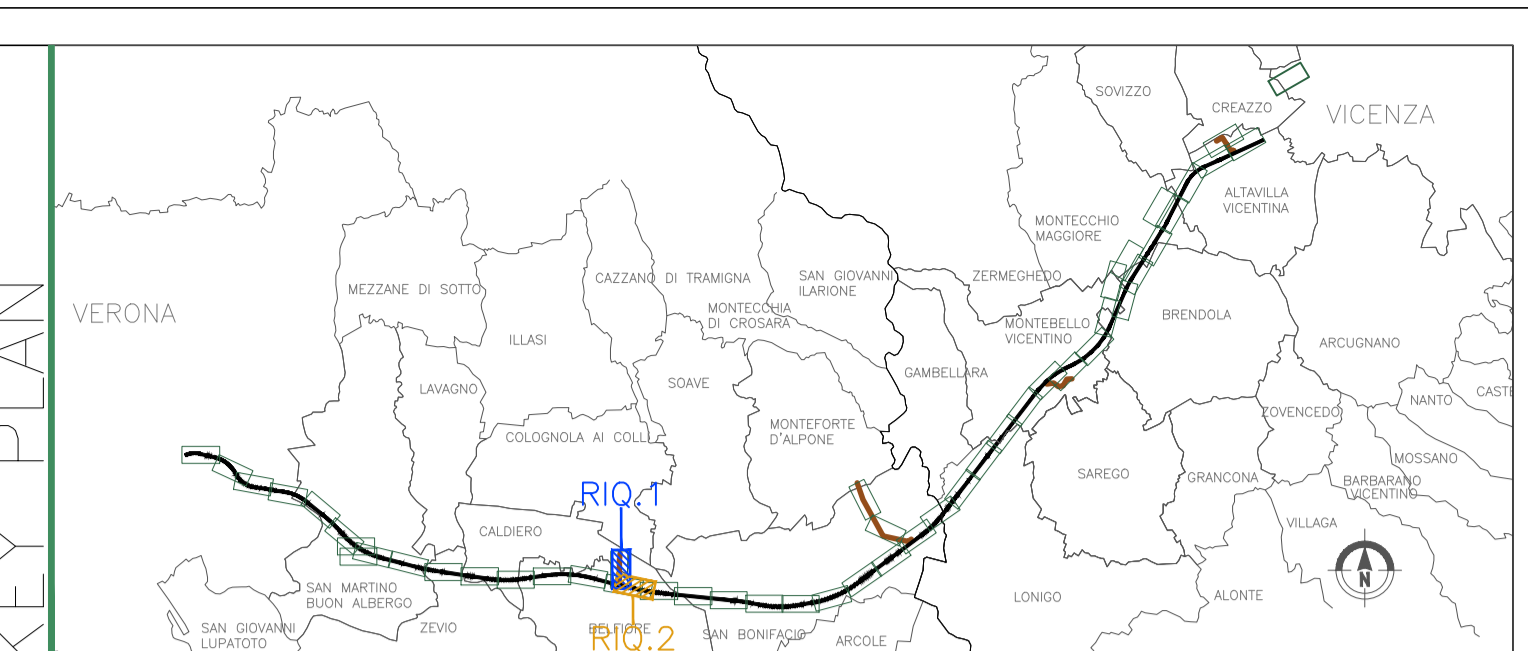 KEY PLAN
SOVIZZO
CREAZZO
VICENZA
ALTAVILLA
VICENTINA
MONTECCHIO
MAGGIORE
MEZZANE DI SOTTO
CAZZANO DI TRAMIGNA
SAN GIOVANNI
ILARIONE
ZERMEGHEDO
VERONA
MONTECCHIA
DI CROSARA
MONTEBELLO
VICENTINO
BRENDOLA
ILLASI
ARCUGNANO
LAVAGNO
SOAVE
GAMBELLARA
NANTO
CASTE
ZOVENCEDO
MONTEFORTE
D'ALPONE
COLOGNOLA AI COLLI
MOSSANO
SAREGO
GRANCONA
BARBARANO
VICENTINO
RIQ.1
VILLAGA
CALDIERO
N
SAN MARTINO
BUON ALBERGO
LONIGO
ALONTE
SAN GIOVANNI
LUPATOTO
ZEVIO
BELFIORE
RIQ.2
SAN BONIFACIO
ARCOLE